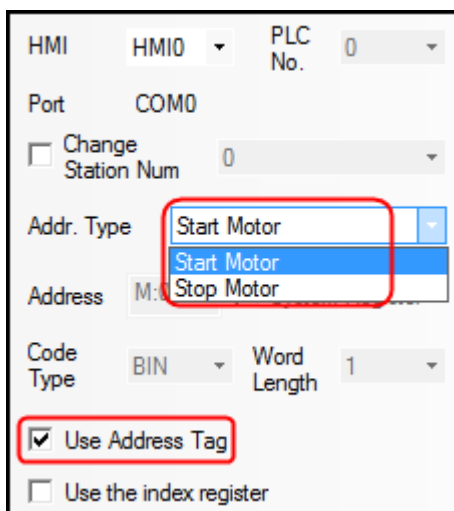 HMI HMI0 PLC No. 0
Port COM0
Change Station Num 0
Addr. Type Start Motor
Start Motor
Stop Motor
Address
Code Type BIN Word Length 1
Use Address Tag
Use the index register